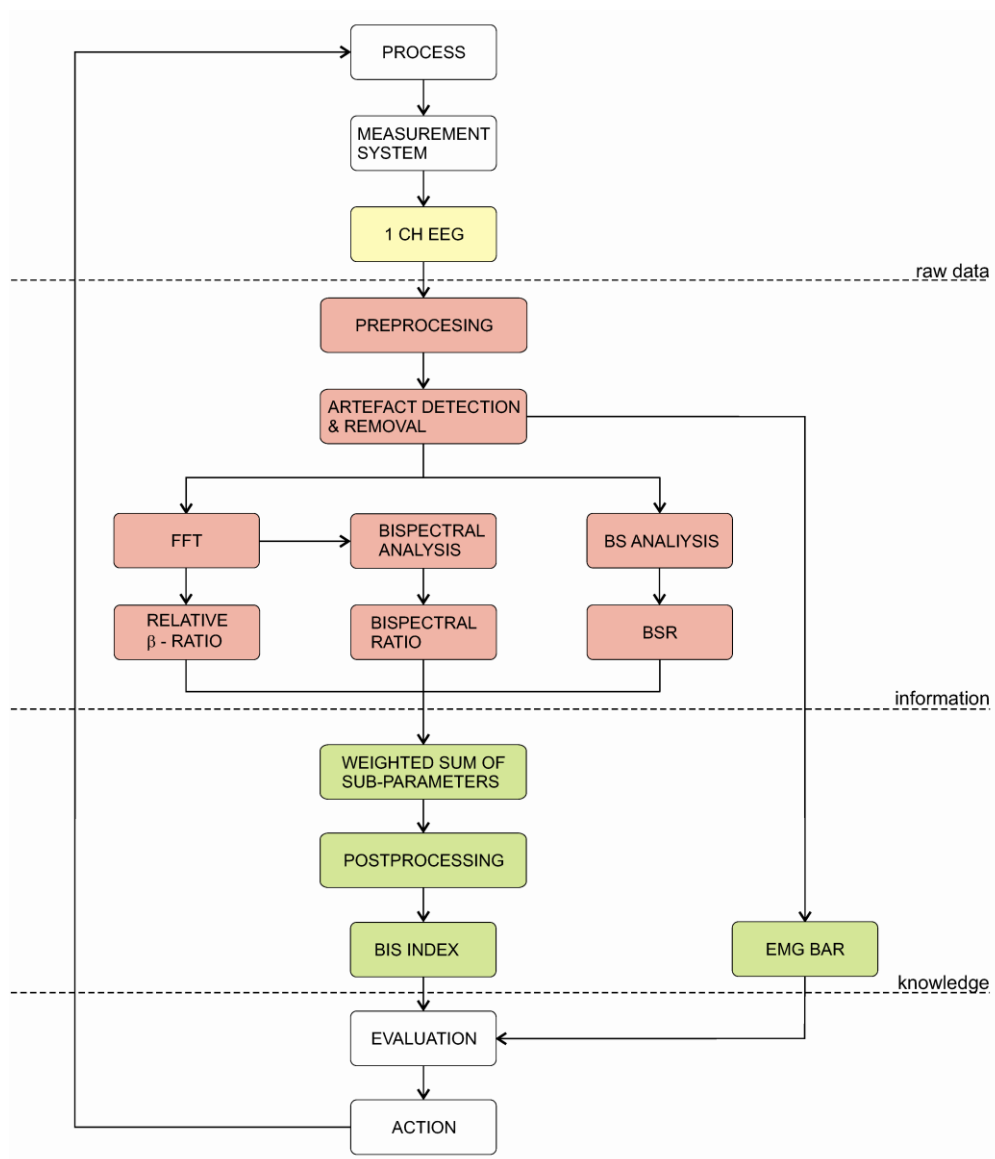 PROCESS
MEASUREMENT
SYSTEM
1 CH EEG
raw data
PREPROCESING
ARTEFACT DETECTION
& REMOVAL
FFT
BISPECTRAL
ANALYSIS
BS ANALIYSIS
RELATIVE
β - RATIO
BISPECTRAL
RATIO
BSR
information
WEIGHTED SUM OF
SUB-PARAMETERS
POSTPROCESSING
BIS INDEX
EMG BAR
knowledge
EVALUATION
ACTION